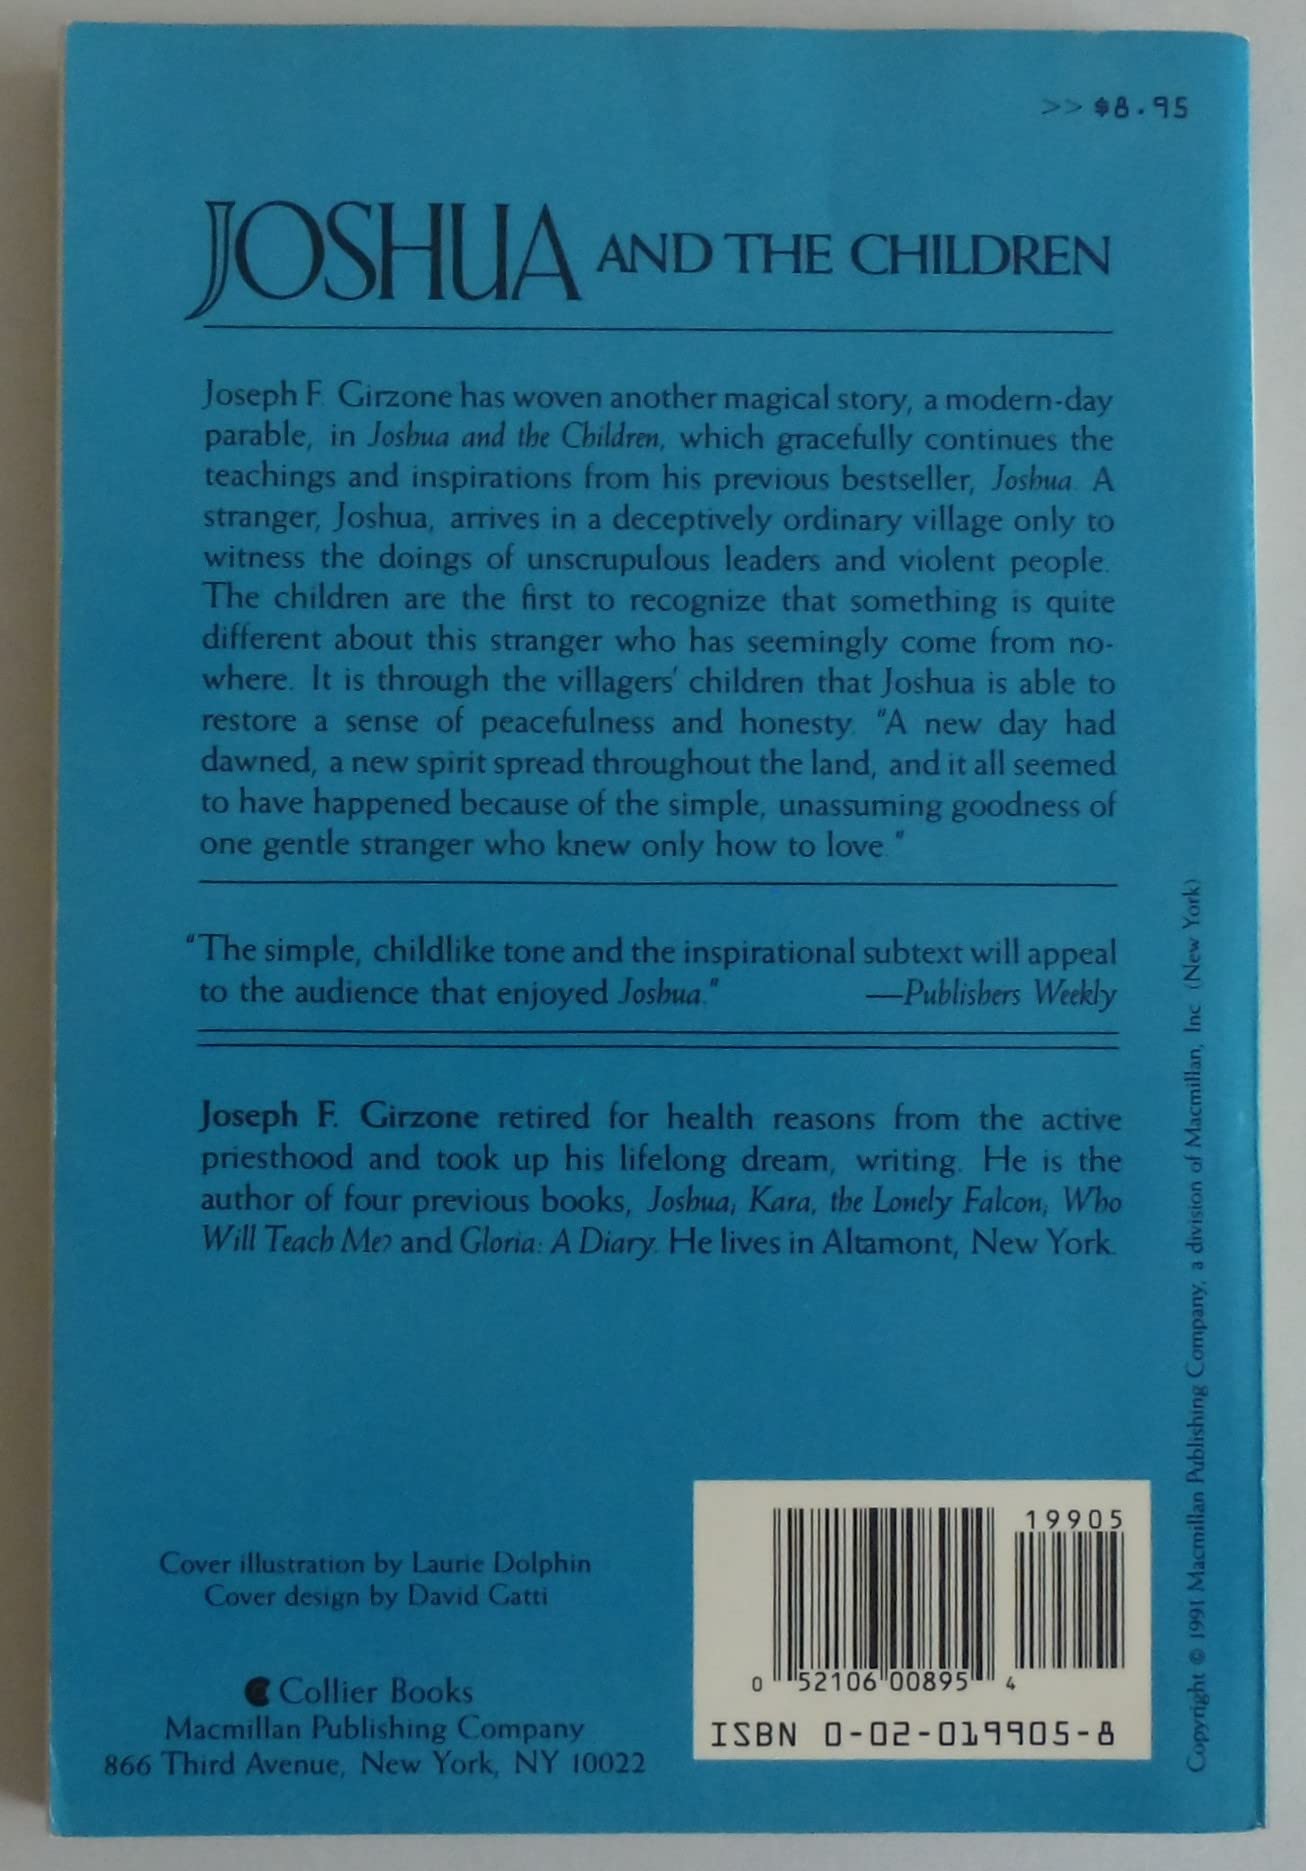 >> $8.95
JOSHUA AND THE CHILDREN
Joseph F. Girzone has woven another magical story, a modern-day
parable, in Joshua and the Children, which gracefully continues the
teachings and inspirations from his previous bestseller, Joshua. A
stranger, Joshua, arrives in a deceptively ordinary village only to
witness the doings of unscrupulous leaders and violent people.
The children are the first to recognize that something is quite
different about this stranger who has seemingly come from no-
where. It is through the villagers' children that Joshua is able to
restore a sense of peacefulness and honesty. "A new day had
dawned, a new spirit spread throughout the land, and it all seemed
to have happened because of the simple, unassuming goodness of
one gentle stranger who knew only how to love."
"The simple, childlike tone and the inspirational subtext will appeal
to the audience that enjoyed Joshua." —Publishers Weekly
Joseph F. Girzone retired for health reasons from the active
priesthood and took up his lifelong dream, writing. He is the
author of four previous books, Joshua; Kara, the Lonely Falcon; Who
Will Teach Me? and Gloria: A Diary. He lives in Altamont, New York.
Cover illustration by Laurie Dolphin
Cover design by David Gatti
Collier Books
Macmillan Publishing Company
866 Third Avenue, New York, NY 10022
19905
0 52106 00895 4
ISBN 0-02-019905-8
Copyright © 1991 Macmillan Publishing Company, a division of Macmillan, Inc. (New York)